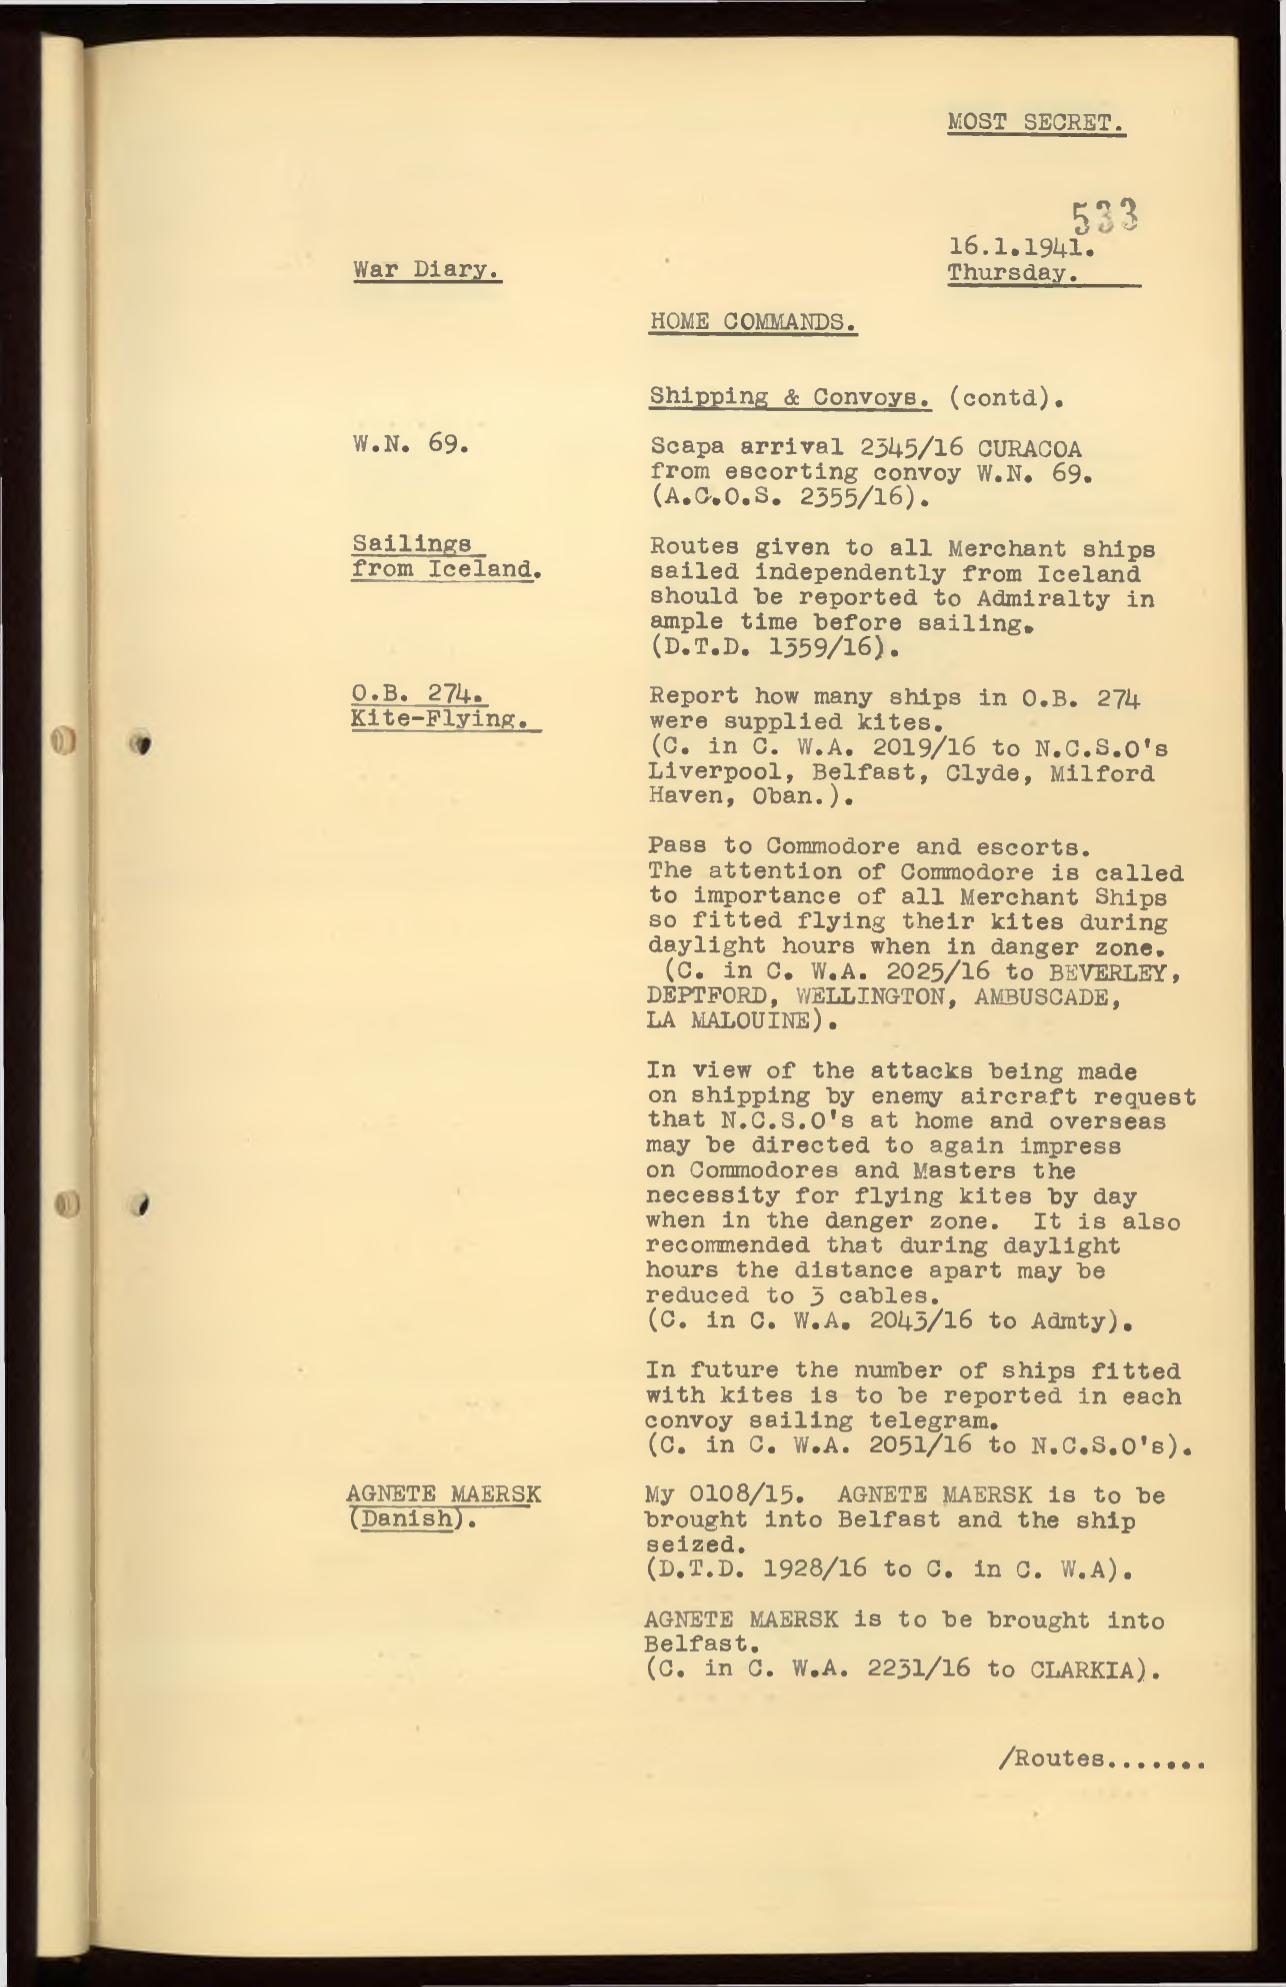 MOST SECRET.
533
16.1.1941.
War Diary.
Thursday.
HOME COMMANDS.
Shipping & Convoys. (contd).
W.N. 69.
Scapa arrival 2345/16 CURACOA
from escorting convoy W.N. 69.
(A.C.O.S. 2355/16).
Sailings
from Iceland.
Routes given to all Merchant ships
sailed independently from Iceland
should be reported to Admiralty in
ample time before sailing.
(D.T.D. 1359/16).
O.B. 274.
Kite-Flying.
Report how many ships in O.B. 274
were supplied kites.
(C. in C. W.A. 2019/16 to N.C.S.O's
Liverpool, Belfast, Clyde, Milford
Haven, Oban.).
Pass to Commodore and escorts.
The attention of Commodore is called
to importance of all Merchant Ships
so fitted flying their kites during
daylight hours when in danger zone.
(C. in C. W.A. 2025/16 to BEVERLEY,
DEPTFORD, WELLINGTON, AMBUSCADE,
LA MALOUINE).
In view of the attacks being made
on shipping by enemy aircraft request
that N.C.S.O's at home and overseas
may be directed to again impress
on Commodores and Masters the
necessity for flying kites by day
when in the danger zone. It is also
recommended that during daylight
hours the distance apart may be
reduced to 3 cables.
(C. in C. W.A. 2043/16 to Admty).
In future the number of ships fitted
with kites is to be reported in each
convoy sailing telegram.
(C. in C. W.A. 2051/16 to N.C.S.O's).
AGNETE MAERSK
(Danish).
My 0108/15. AGNETE MAERSK is to be
brought into Belfast and the ship
seized.
(D.T.D. 1928/16 to C. in C. W.A).
AGNETE MAERSK is to be brought into
Belfast.
(C. in C. W.A. 2231/16 to CLARKIA).
/Routes.......